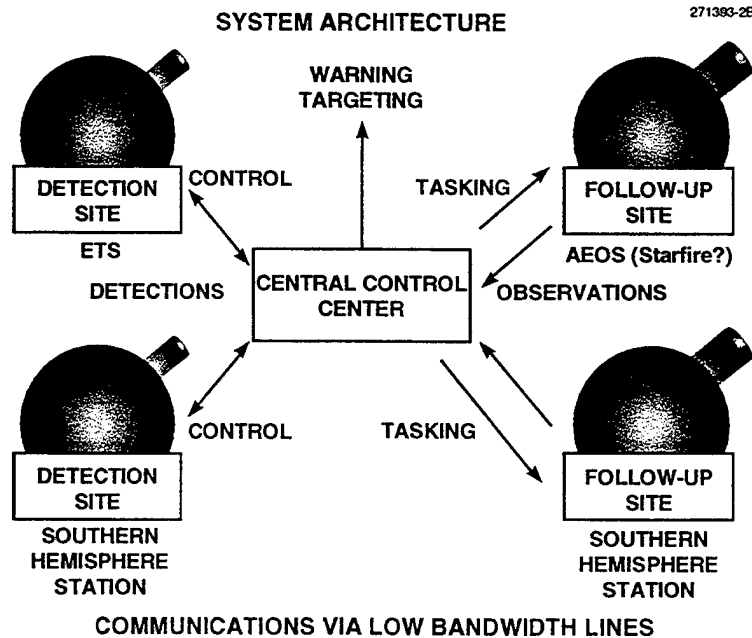 SYSTEM ARCHITECTURE
271393-2B
WARNING
TARGETING
DETECTION
SITE
ETS
CONTROL
TASKING
FOLLOW-UP
SITE
AEOS (Starfire?)
DETECTIONS
CENTRAL CONTROL
CENTER
OBSERVATIONS
DETECTION
SITE
SOUTHERN
HEMISPHERE
STATION
CONTROL
TASKING
FOLLOW-UP
SITE
SOUTHERN
HEMISPHERE
STATION
COMMUNICATIONS VIA LOW BANDWIDTH LINES